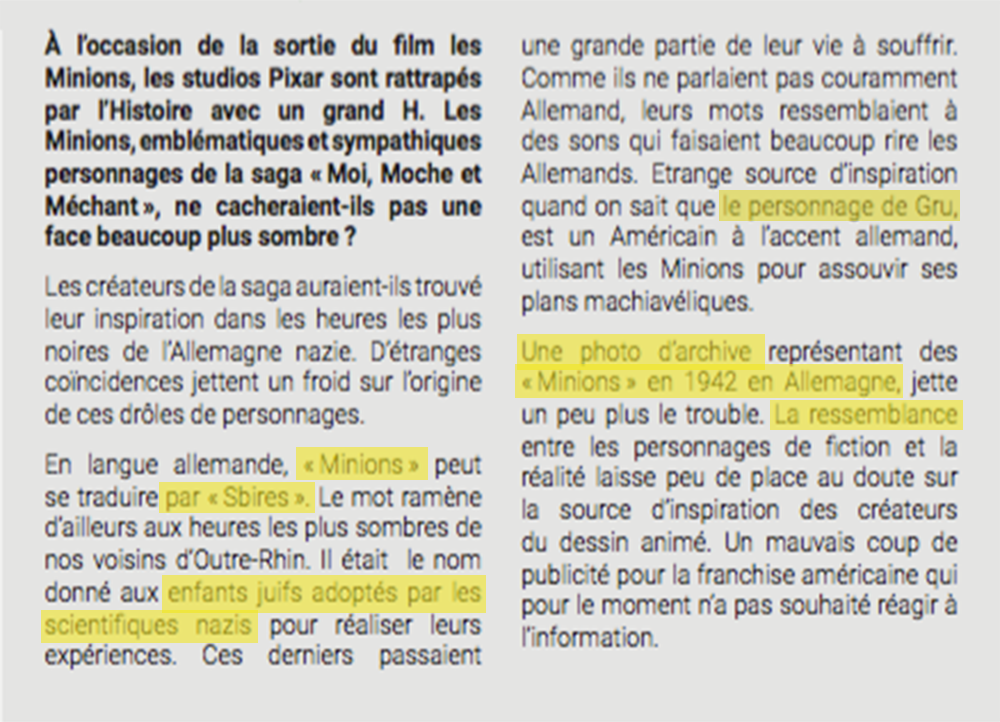 À l'occasion de la sortie du film les
Minions, les studios Pixar sont rattrapés
par l'Histoire avec un grand H. Les
Minions, emblématiques et sympathiques
personnages de la saga « Moi, Moche et
Méchant », ne cacheraient-ils pas une
face beaucoup plus sombre ?
Les créateurs de la saga auraient-ils trouvé
leur inspiration dans les heures les plus
noires de l'Allemagne nazie. D'étranges
coïncidences jettent un froid sur l'origine
de ces drôles de personnages.
En langue allemande, « Minions » peut
se traduire par « Sbires ». Le mot ramène
d'ailleurs aux heures les plus sombres de
nos voisins d'Outre-Rhin. Il était le nom
donné aux enfants juifs adoptés par les
scientifiques nazis pour réaliser leurs
expériences. Ces derniers passaient
une grande partie de leur vie à souffrir.
Comme ils ne parlaient pas couramment
Allemand, leurs mots ressemblaient à
des sons qui faisaient beaucoup rire les
Allemands. Etrange source d'inspiration
quand on sait que le personnage de Gru,
est un Américain à l'accent allemand,
utilisant les Minions pour assouvir ses
plans machiavéliques.
Une photo d'archive représentant des
« Minions » en 1942 en Allemagne, jette
un peu plus le trouble. La ressemblance
entre les personnages de fiction et la
réalité laisse peu de place au doute sur
la source d'inspiration des créateurs
du dessin animé. Un mauvais coup de
publicité pour la franchise américaine qui
pour le moment n'a pas souhaité réagir à
l'information.